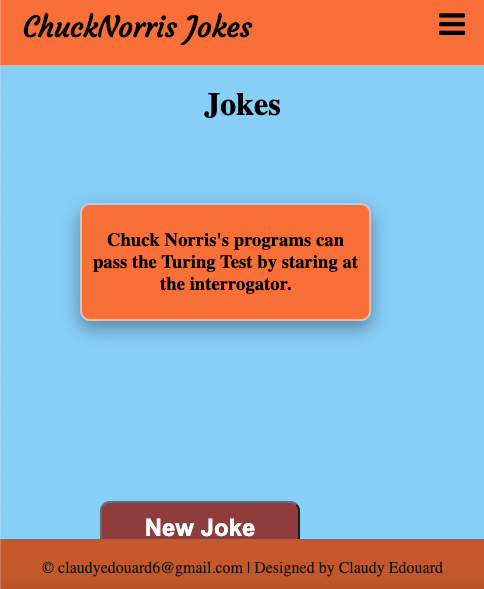 ChuckNorris Jokes
Jokes
Chuck Norris's programs can
pass the Turing Test by staring at
the interrogator.
New Joke
© claudyedouard6@gmail.com | Designed by Claudy Edouard